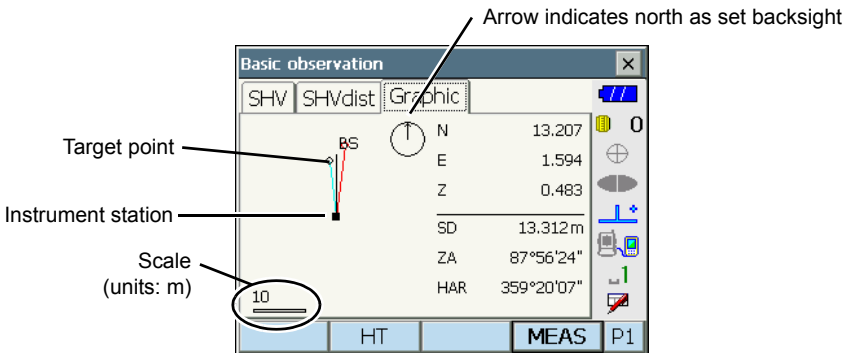 Arrow indicates north as set backsight
Basic observation
SHV SHVdist Graphic
BS
Target point
Instrument station
Scale
(units: m)
10
N 13.207
E 1.594
Z 0.483
SD 13.312m
ZA 87°56'24"
HAR 359°20'07"
0
1
HT MEAS P1